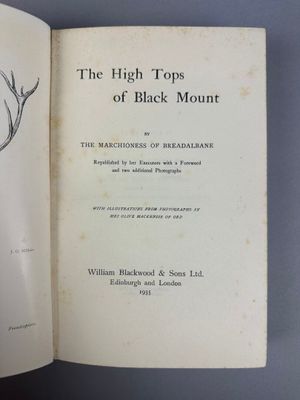 The High Tops
of Black Mount
BY
THE MARCHIONESS OF BREADALBANE
Republished by her Executors with a Foreword
and two additional Photographs
WITH ILLUSTRATIONS FROM PHOTOGRAPHS BY
MRS OLIVE MACKENZIE OF ORD
William Blackwood & Sons Ltd.
Edinburgh and London
1935
Frontispiece.